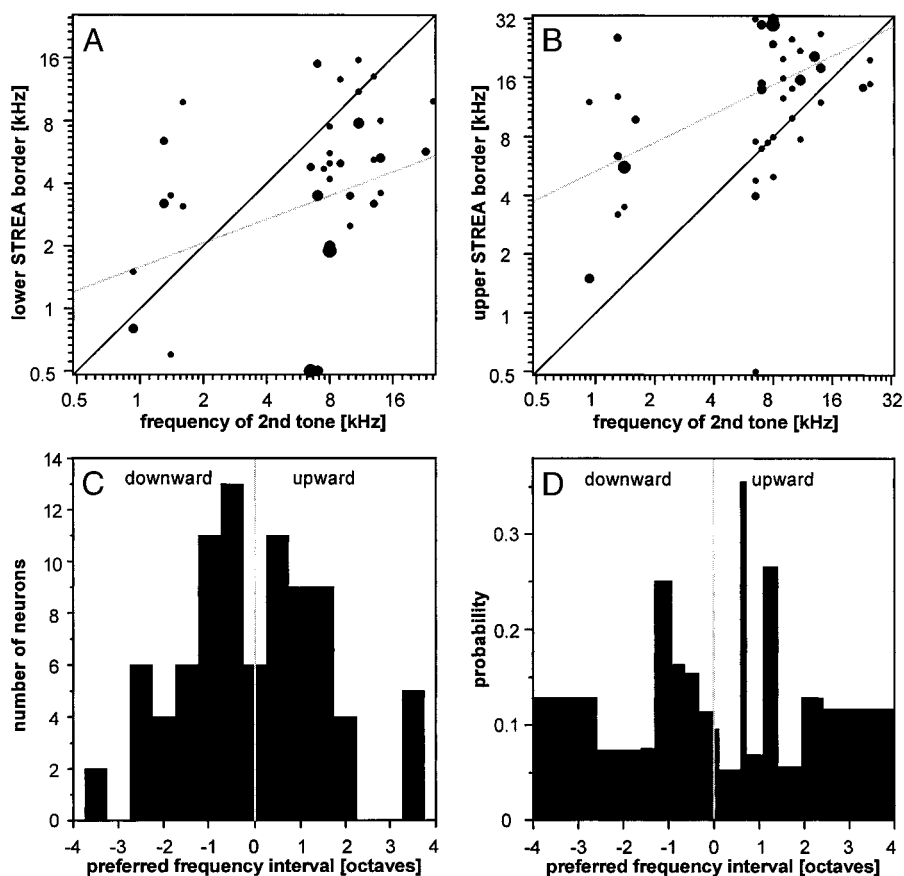 A
lower STREA border [kHz]
16
8
4
2
1
0.5
0.5 1 2 4 8 16
frequency of 2nd tone [kHz]
B
upper STREA border [kHz]
32
16
8
4
2
1
0.5
0.5 1 2 4 8 16 32
frequency of 2nd tone [kHz]
C
downward upward
number of neurons
14
12
10
8
6
4
2
0
-4 -3 -2 -1 0 1 2 3 4
preferred frequency interval [octaves]
D
downward upward
probability
0.3
0.2
0.1
0
-4 -3 -2 -1 0 1 2 3 4
preferred frequency interval [octaves]